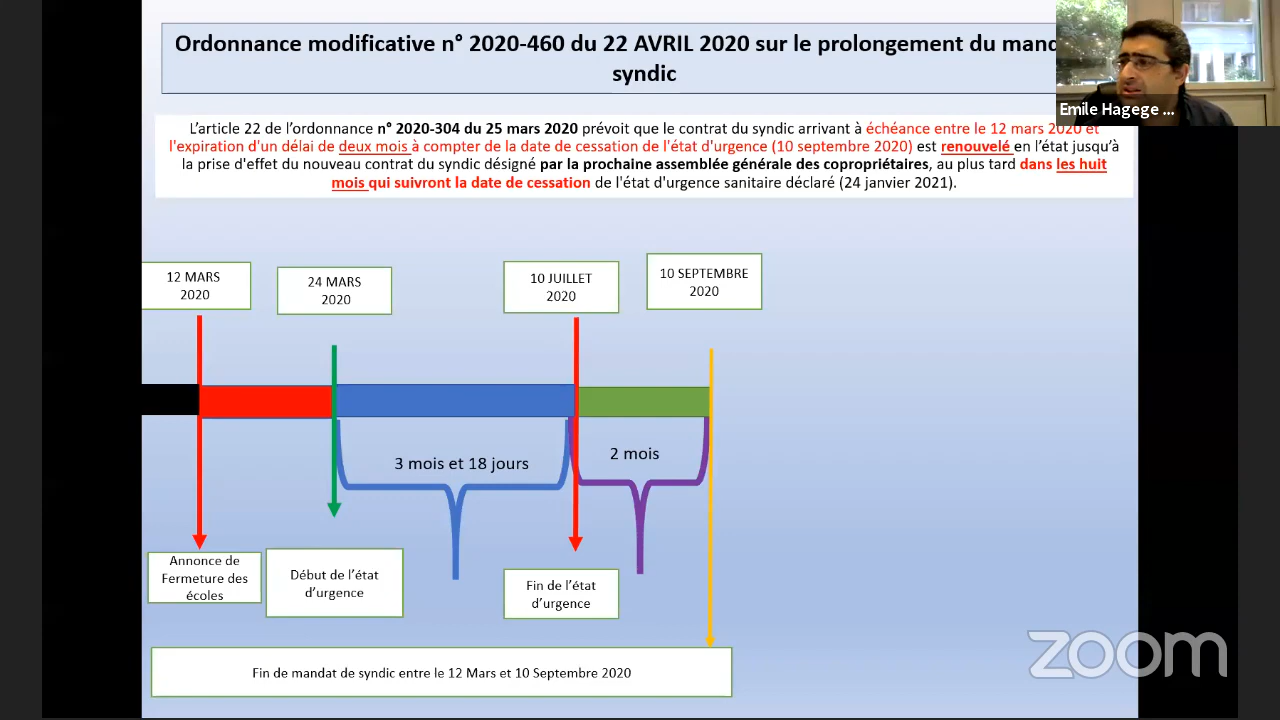 Ordonnance modificative n° 2020-460 du 22 AVRIL 2020 sur le prolongement du
syndic
Emile Hagege ...
L'article 22 de l'ordonnance n° 2020-304 du 25 mars 2020 prévoit que le contrat du syndic arrivant à échéance entre le 12 mars 2020 et
l'expiration d'un délai de deux mois à compter de la date de cessation de l'état d'urgence (10 septembre 2020) est renouvelé en l'état jusqu'à
la prise d'effet du nouveau contrat du syndic désigné par la prochaine assemblée générale des copropriétaires, au plus tard dans les huit
mois qui suivront la date de cessation de l'état d'urgence sanitaire déclaré (24 janvier 2021).
12 MARS
2020
24 MARS
2020
10 JUILLET
2020
10 SEPTEMBRE
2020
3 mois et 18 jours
2 mois
Annonce de
Fermeture des
écoles
Début de l'état
d'urgence
Fin de l'état
d'urgence
Fin de mandat de syndic entre le 12 Mars et 10 Septembre 2020
zoom